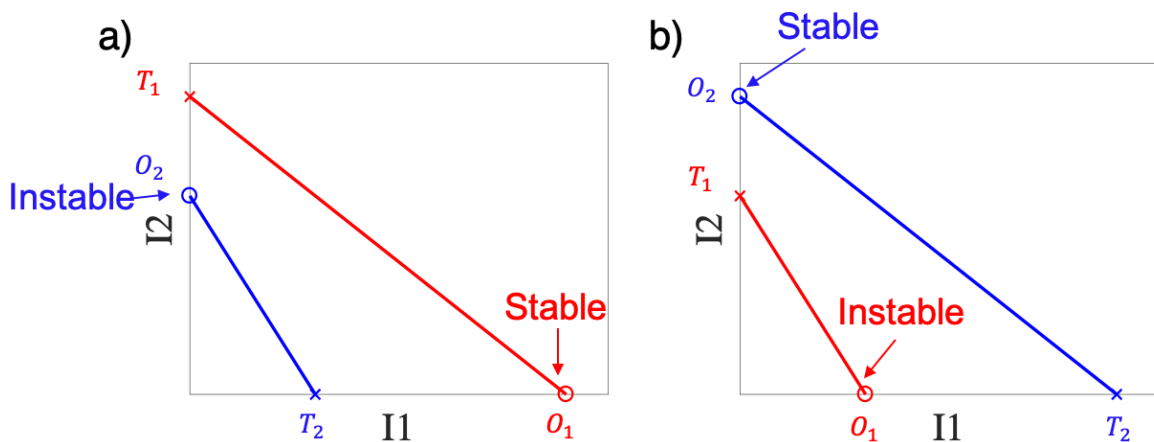 a)
T₁
O₂
Instable
I2
Stable
T₂
I1
O₁
b)
Stable
O₂
T₁
I2
Instable
O₁
I1
T₂